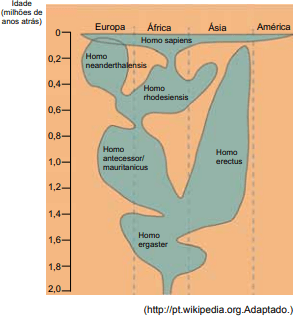 Idade
(milhões de
anos atrás)
Europa África Ásia América
0
0,2
0,4
0,6
0,8
1,0
1,2
1,4
1,6
1,8
2,0
Homo sapiens
Homo
neanderthalensis
Homo
rhodesiensis
Homo
antecessor/
mauritanicus
Homo
erectus
Homo
ergaster
(http://pt.wikipedia.org.Adaptado.)